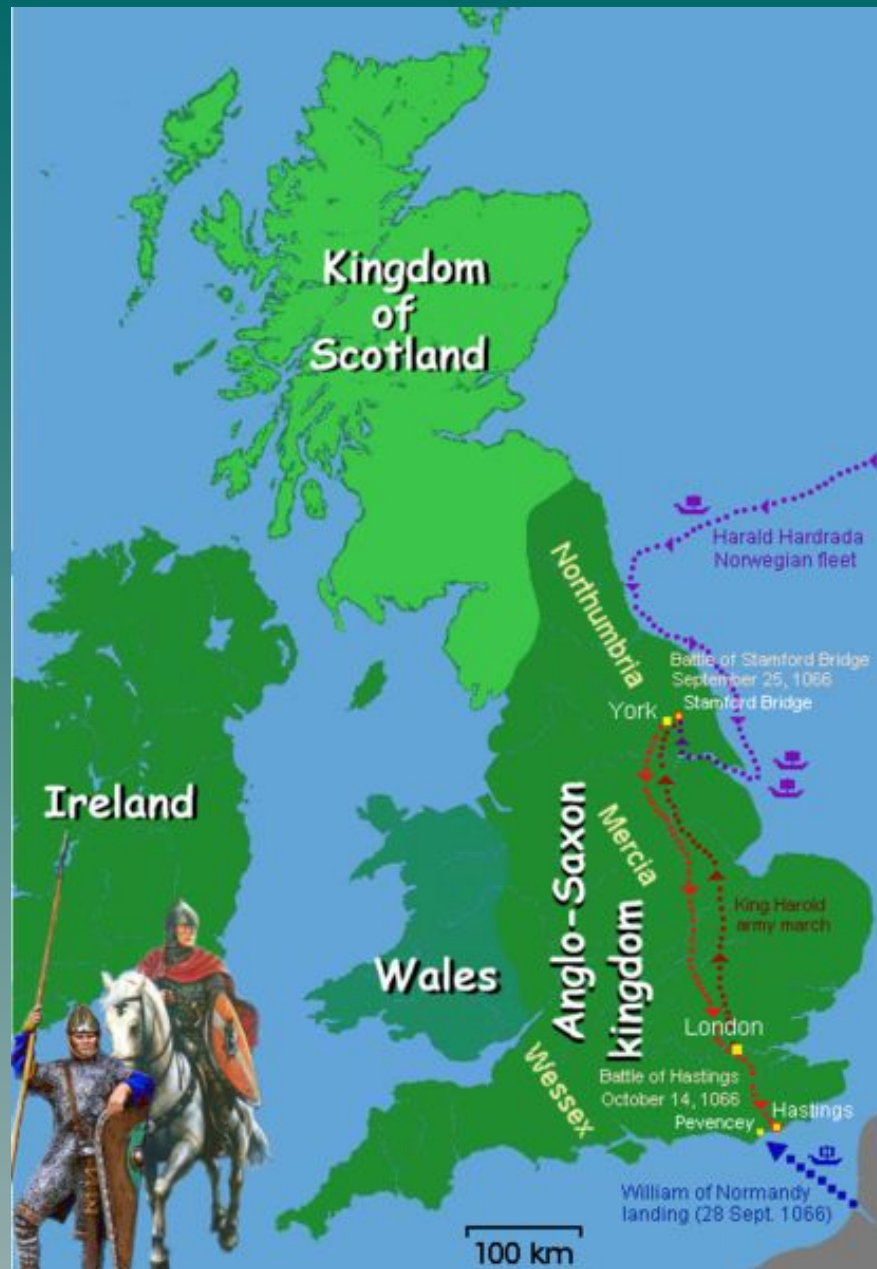 Kingdom
of
Scotland
Harald Hardrada
Norwegian fleet
Northumbria
Battle of Stamford Bridge
September 25, 1066
Stamford Bridge
York
Ireland
Mercia
Anglo-Saxon
kingdom
King Harold
army march
Wales
London
Wessex
Battle of Hastings
October 14, 1066
Hastings
Pevencey
William of Normandy
landing (28 Sept. 1066)
100 km